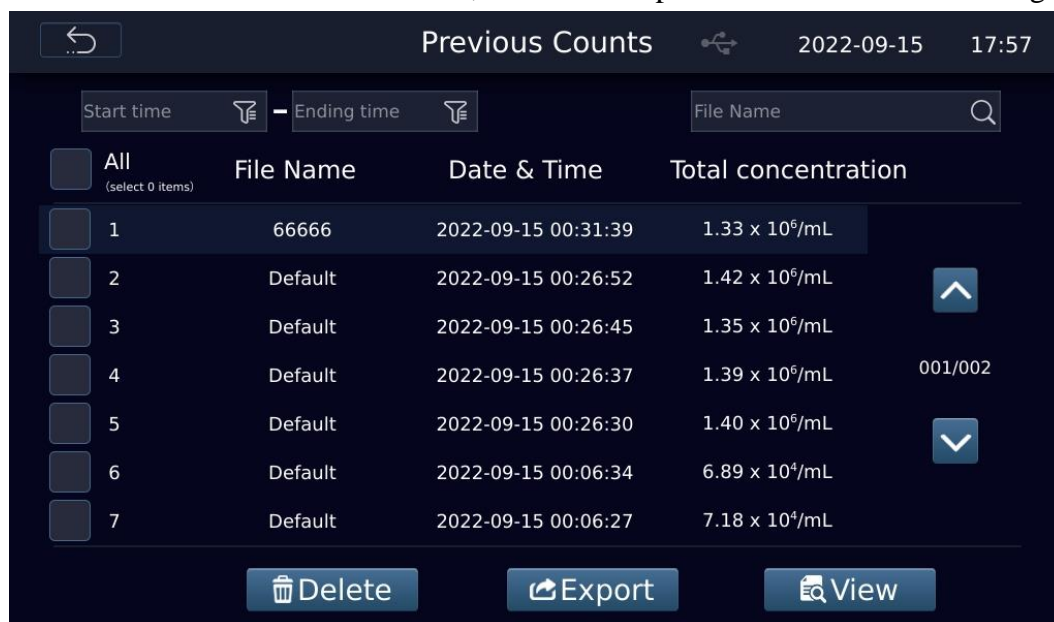 Previous Counts 2022-09-15 17:57
Start time – Ending time File Name
All (select 0 items) File Name Date & Time Total concentration
1 66666 2022-09-15 00:31:39 1.33 x 10⁶/mL
2 Default 2022-09-15 00:26:52 1.42 x 10⁶/mL
3 Default 2022-09-15 00:26:45 1.35 x 10⁶/mL
4 Default 2022-09-15 00:26:37 1.39 x 10⁶/mL
001/002
5 Default 2022-09-15 00:26:30 1.40 x 10⁶/mL
6 Default 2022-09-15 00:06:34 6.89 x 10⁴/mL
7 Default 2022-09-15 00:06:27 7.18 x 10⁴/mL
Delete Export View